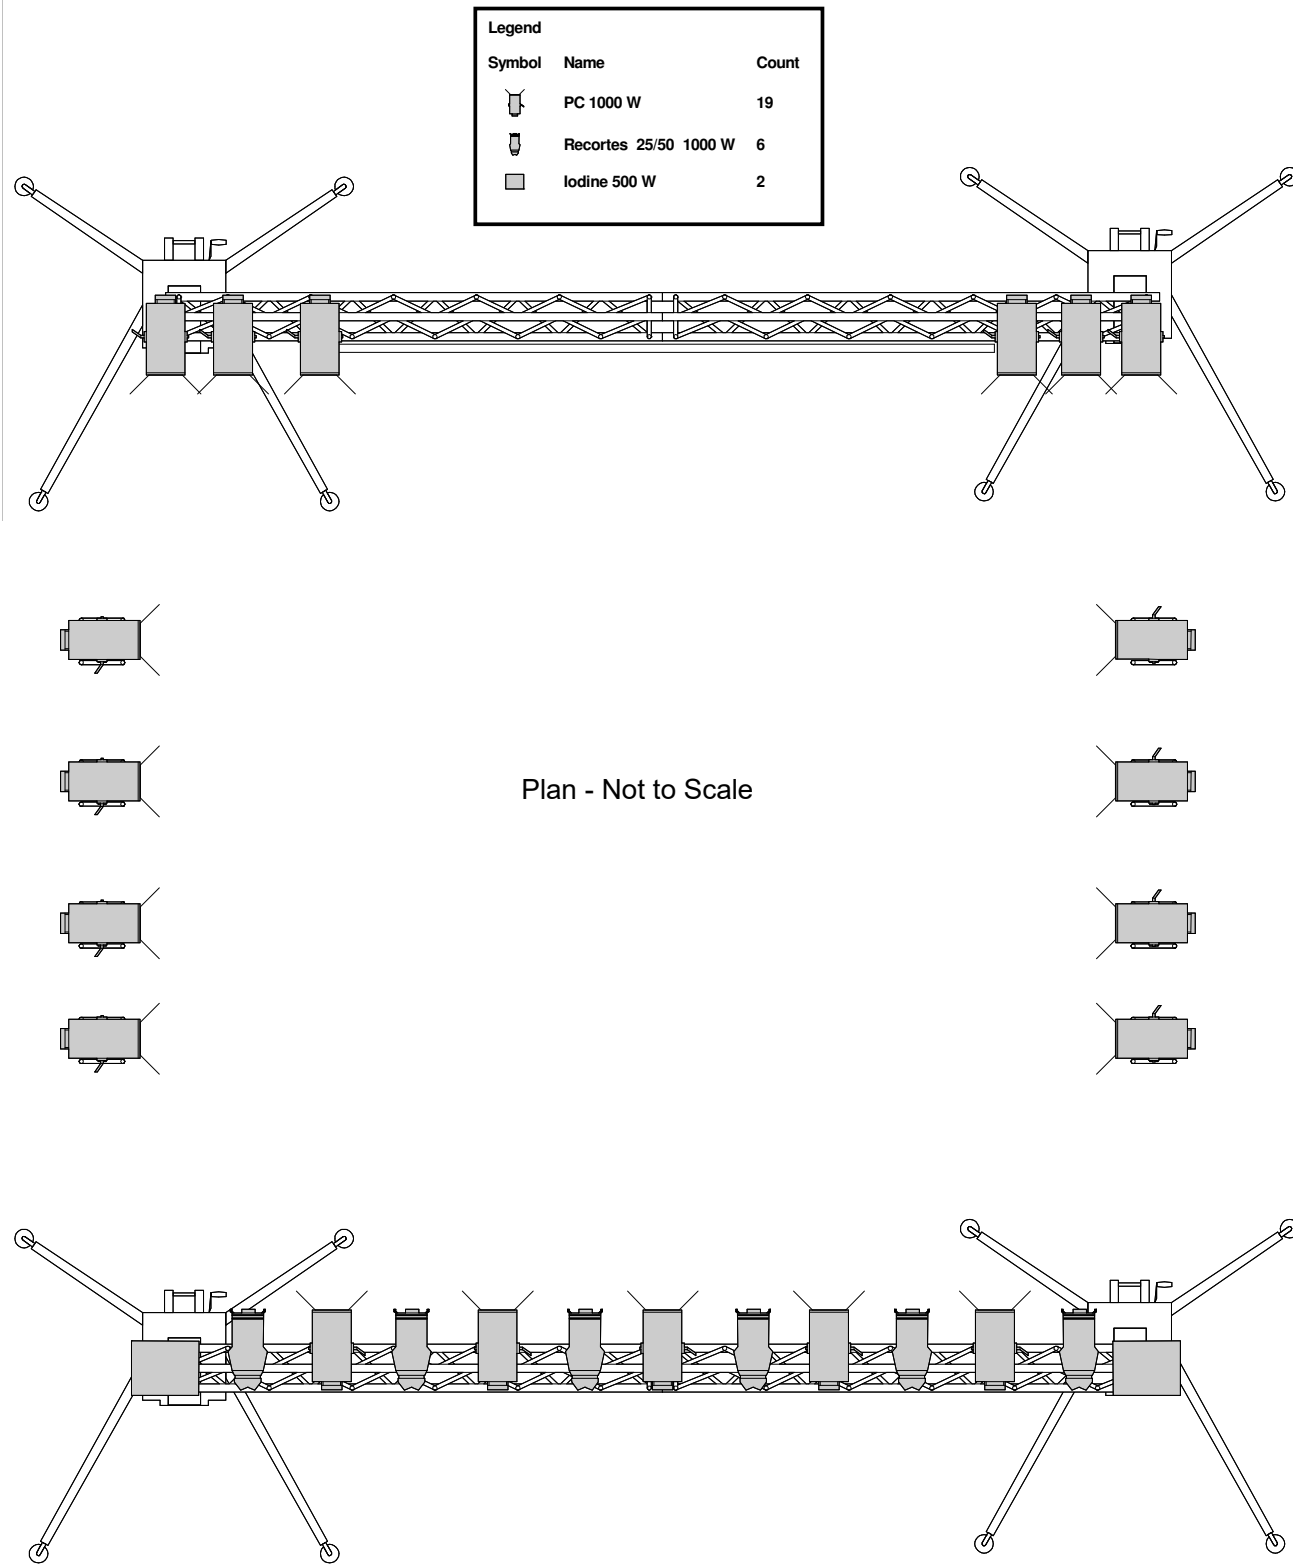 Legend
Symbol Name Count
PC 1000 W 19
Recortes 25/50 1000 W 6
Iodine 500 W 2
Plan - Not to Scale